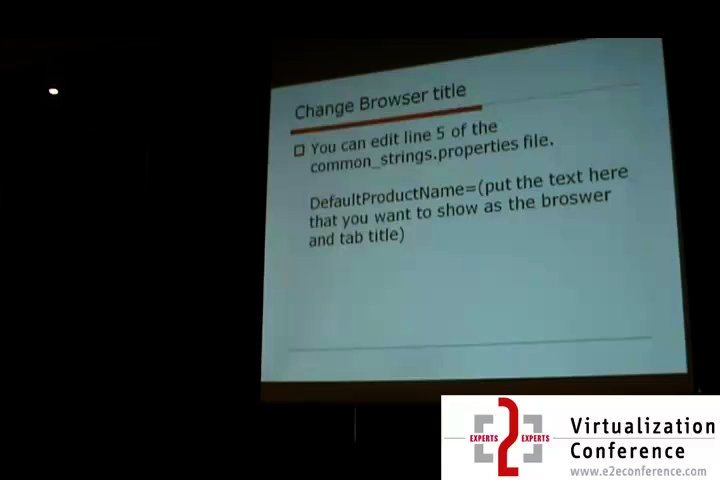 Change Browser title
You can edit line 5 of the
common_strings.properties file.
DefaultProductName=(put the text here
that you want to show as the broswer
and tab title)
EXPERTS 2 EXPERTS
Virtualization
Conference
www.e2econference.com